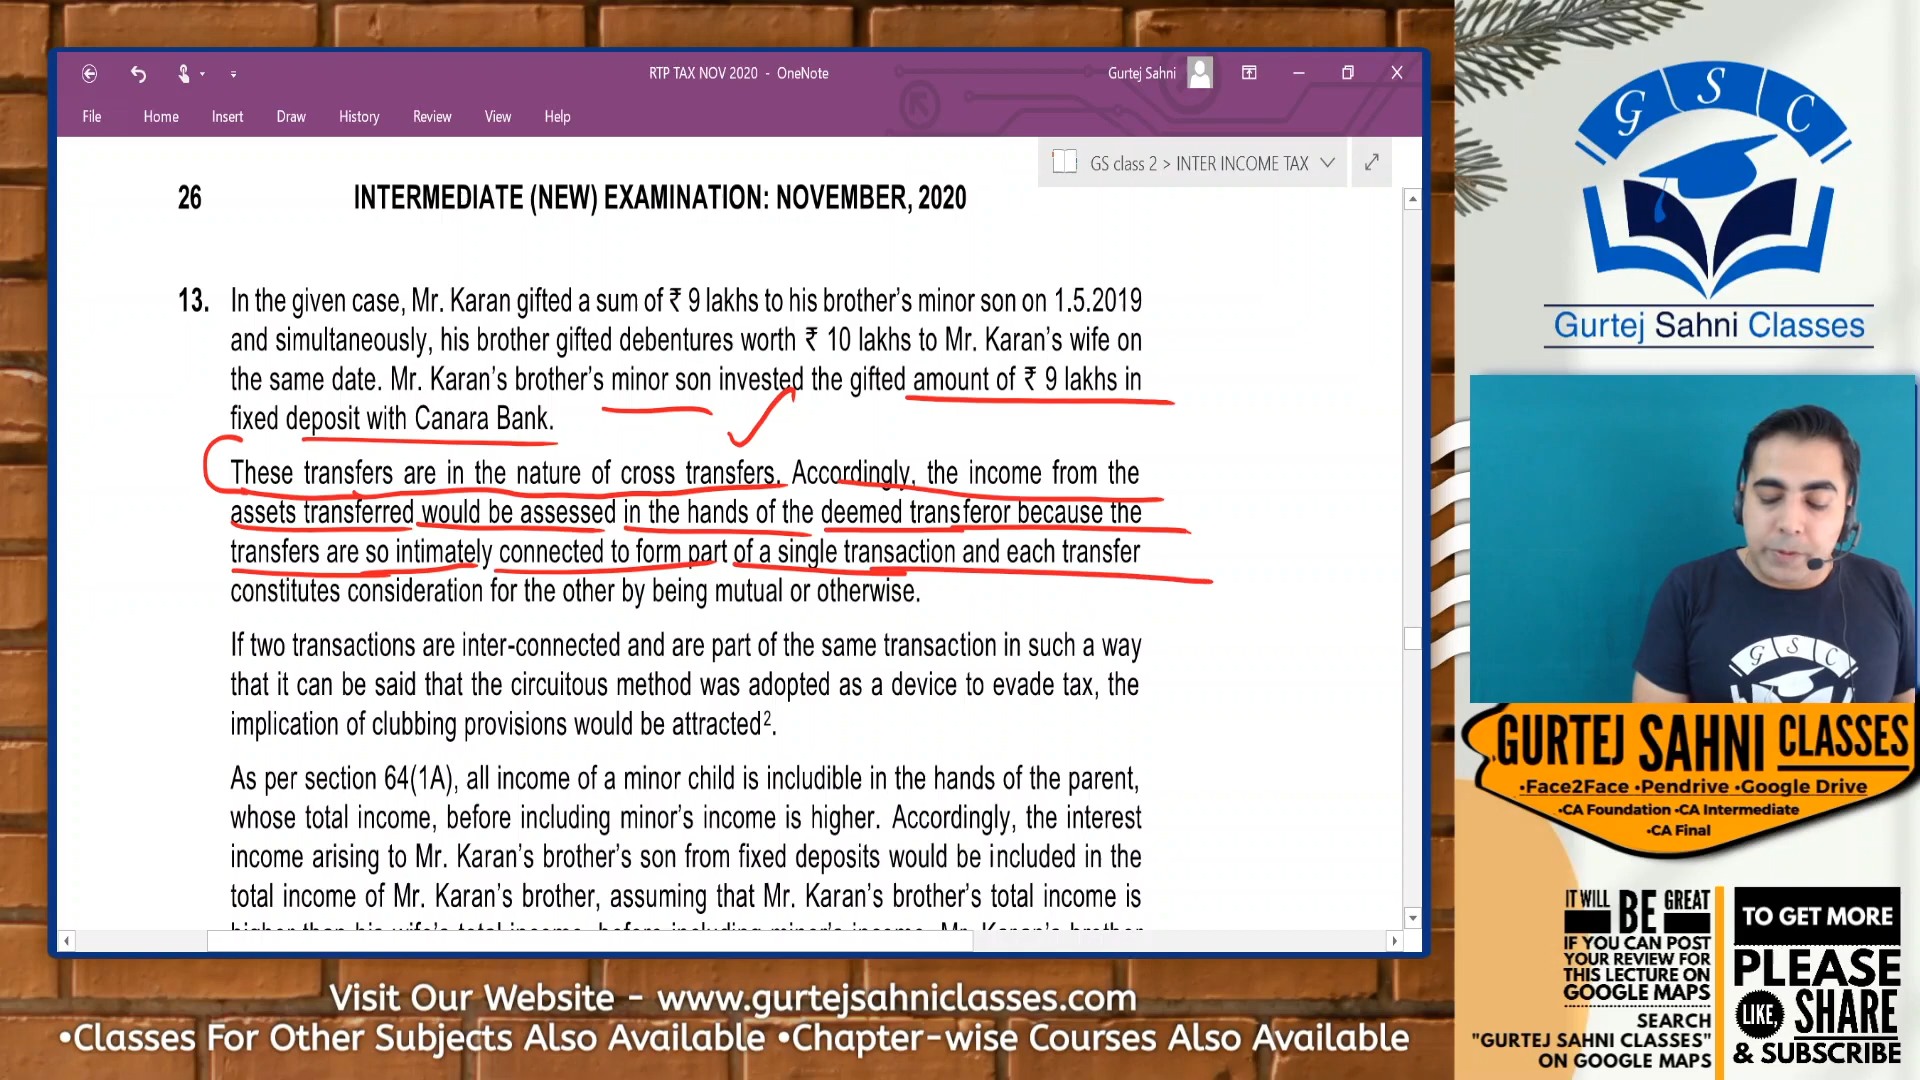 RTP TAX NOV 2020 - OneNote
Gurtej Sahni
File Home Insert Draw History Review View Help
GS class 2 > INTER INCOME TAX
26 INTERMEDIATE (NEW) EXAMINATION: NOVEMBER, 2020
13. In the given case, Mr. Karan gifted a sum of ₹ 9 lakhs to his brother's minor son on 1.5.2019
and simultaneously, his brother gifted debentures worth ₹ 10 lakhs to Mr. Karan's wife on
the same date. Mr. Karan's brother's minor son invested the gifted amount of ₹ 9 lakhs in
fixed deposit with Canara Bank.
These transfers are in the nature of cross transfers. Accordingly, the income from the
assets transferred would be assessed in the hands of the deemed transferor because the
transfers are so intimately connected to form part of a single transaction and each transfer
constitutes consideration for the other by being mutual or otherwise.
If two transactions are inter-connected and are part of the same transaction in such a way
that it can be said that the circuitous method was adopted as a device to evade tax, the
implication of clubbing provisions would be attracted².
As per section 64(1A), all income of a minor child is includible in the hands of the parent,
whose total income, before including minor's income is higher. Accordingly, the interest
income arising to Mr. Karan's brother's son from fixed deposits would be included in the
total income of Mr. Karan's brother, assuming that Mr. Karan's brother's total income is
higher than his wife's total income, before including minor's income. Mr. Karan's brother
G S C
Gurtej Sahni Classes
G S C
GURTEJ SAHNI CLASSES
•Face2Face •Pendrive •Google Drive
•CA Foundation •CA Intermediate
•CA Final
IT WILL BE GREAT
IF YOU CAN POST
YOUR REVIEW FOR
THIS LECTURE ON
GOOGLE MAPS
SEARCH
"GURTEJ SAHNI CLASSES"
ON GOOGLE MAPS
TO GET MORE
PLEASE
LIKE, SHARE
& SUBSCRIBE
Visit Our Website - www.gurtejsahniclasses.com
•Classes For Other Subjects Also Available •Chapter-wise Courses Also Available